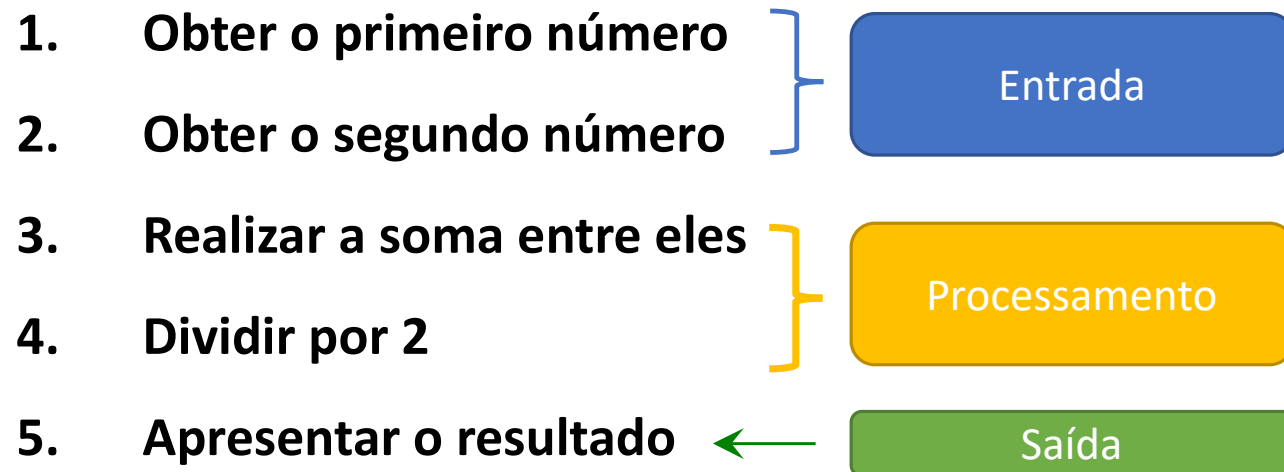 1. Obter o primeiro número
Entrada
2. Obter o segundo número
3. Realizar a soma entre eles
Processamento
4. Dividir por 2
5. Apresentar o resultado
Saída